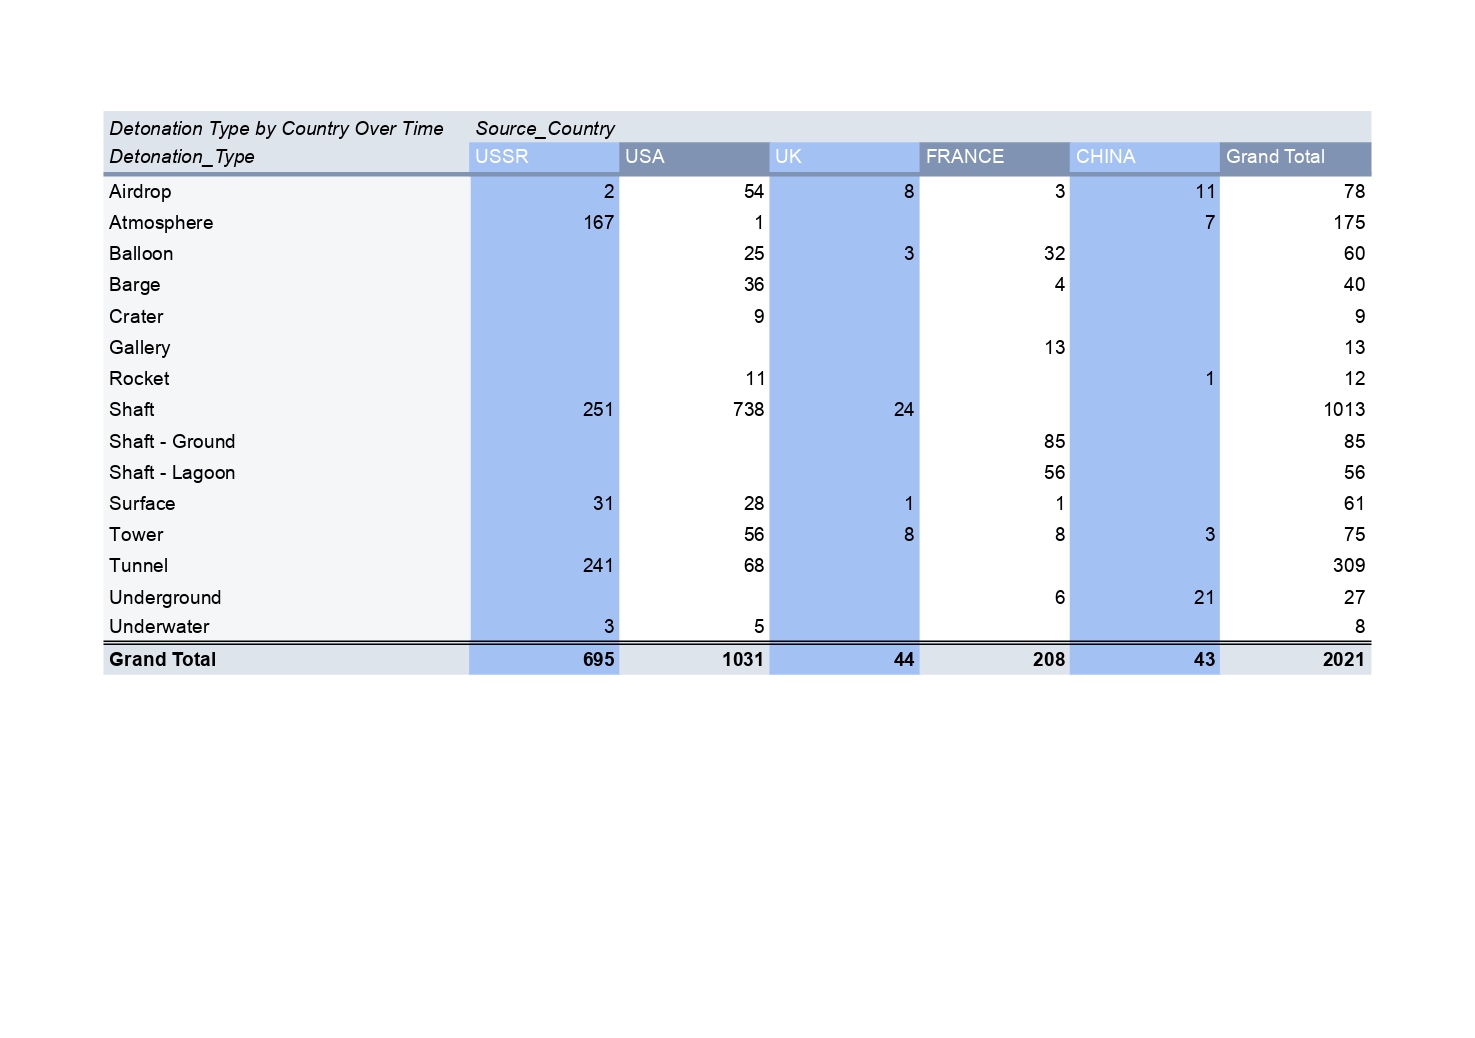 Detonation Type by Country Over Time Source_Country
Detonation_Type USSR USA UK FRANCE CHINA Grand Total
Airdrop 2 54 8 3 11 78
Atmosphere 167 1 7 175
Balloon 25 3 32 60
Barge 36 4 40
Crater 9 9
Gallery 13 13
Rocket 11 1 12
Shaft 251 738 24 1013
Shaft - Ground 85 85
Shaft - Lagoon 56 56
Surface 31 28 1 1 61
Tower 56 8 8 3 75
Tunnel 241 68 309
Underground 6 21 27
Underwater 3 5 8
Grand Total 695 1031 44 208 43 2021